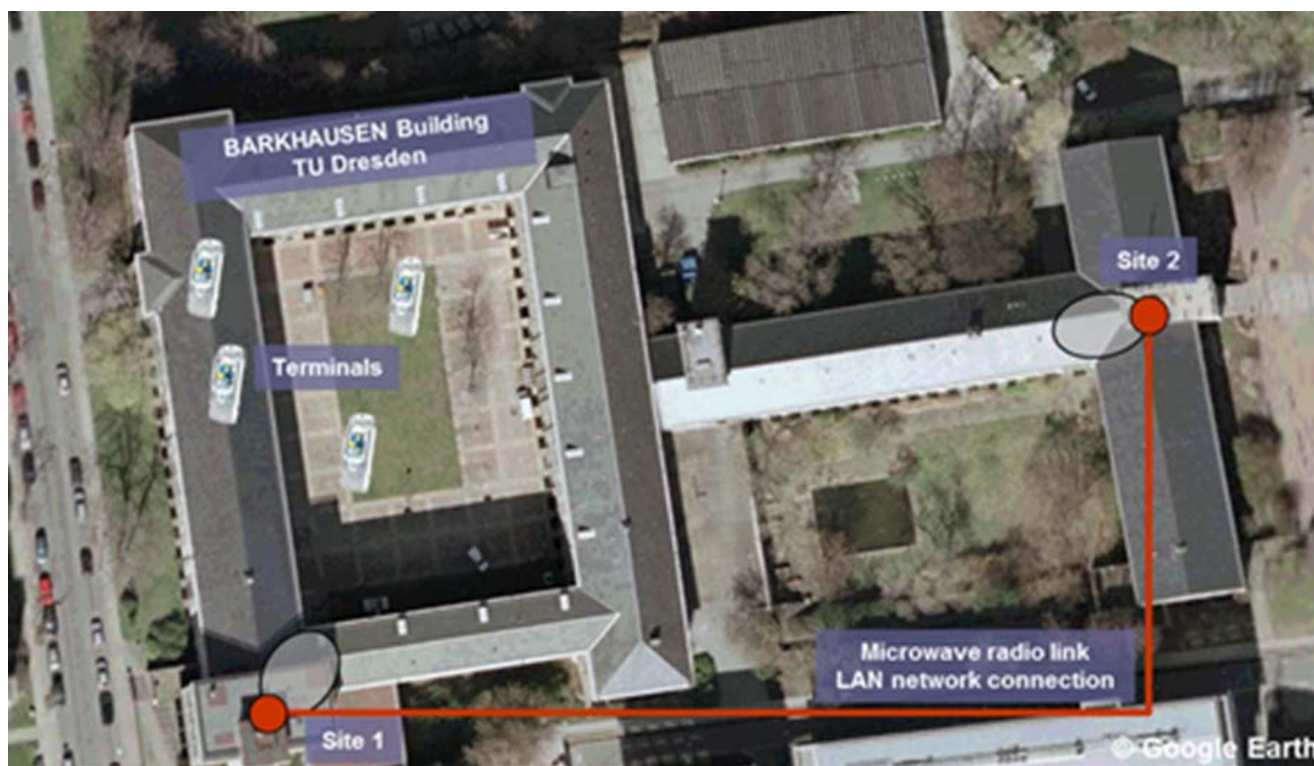 BARKHAUSEN Building
TU Dresden
Site 2
Terminals
Microwave radio link
LAN network connection
Site 1
© Google Earth